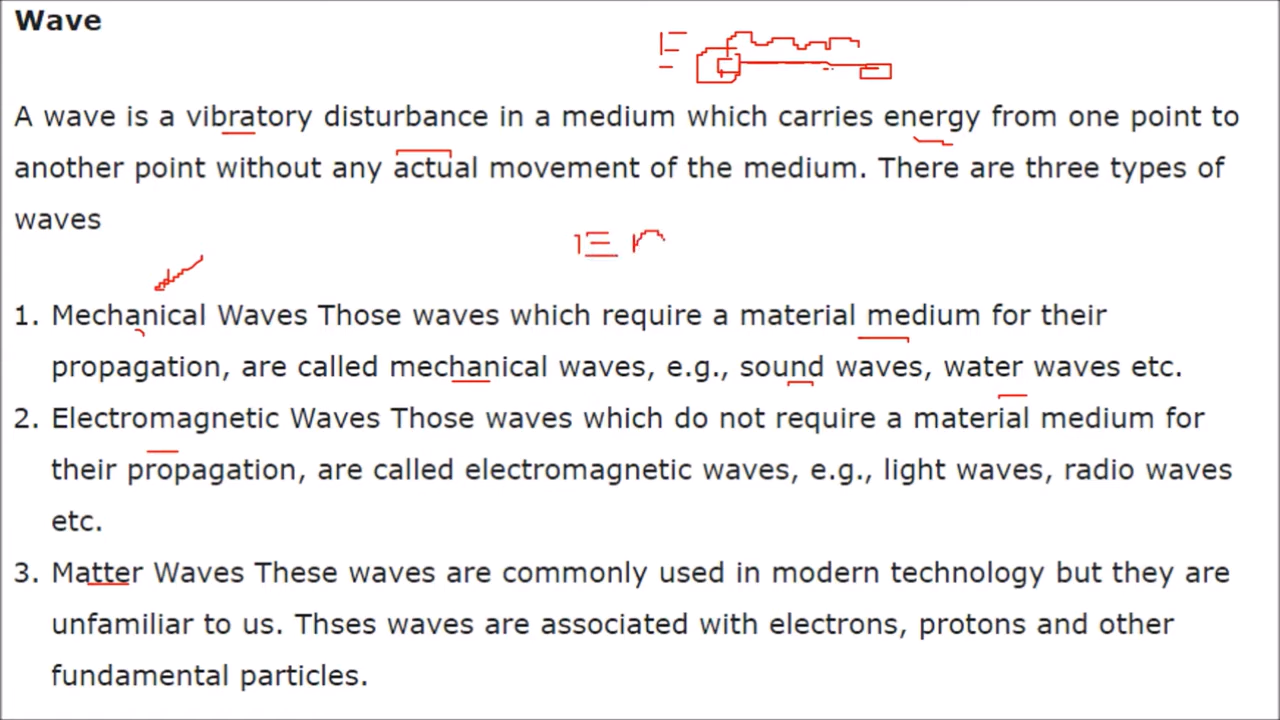 Wave
A wave is a vibratory disturbance in a medium which carries energy from one point to
another point without any actual movement of the medium. There are three types of
waves
1. Mechanical Waves Those waves which require a material medium for their
propagation, are called mechanical waves, e.g., sound waves, water waves etc.
2. Electromagnetic Waves Those waves which do not require a material medium for
their propagation, are called electromagnetic waves, e.g., light waves, radio waves
etc.
3. Matter Waves These waves are commonly used in modern technology but they are
unfamiliar to us. Thses waves are associated with electrons, protons and other
fundamental particles.